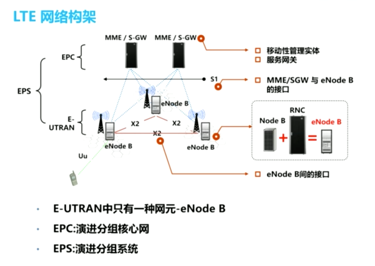 LTE 网络构架
MME / S-GW MME / S-GW
EPC
移动性管理实体
服务网关
S1
MME/SGW 与 eNode B
的接口
EPS
E-
UTRAN
eNode B
X2 X2
X2
eNode B
eNode B
Uu
RNC
Node B
eNode B
+
=
eNode B间的接口
· E-UTRAN中只有一种网元-eNode B
· EPC:演进分组核心网
· EPS:演进分组系统